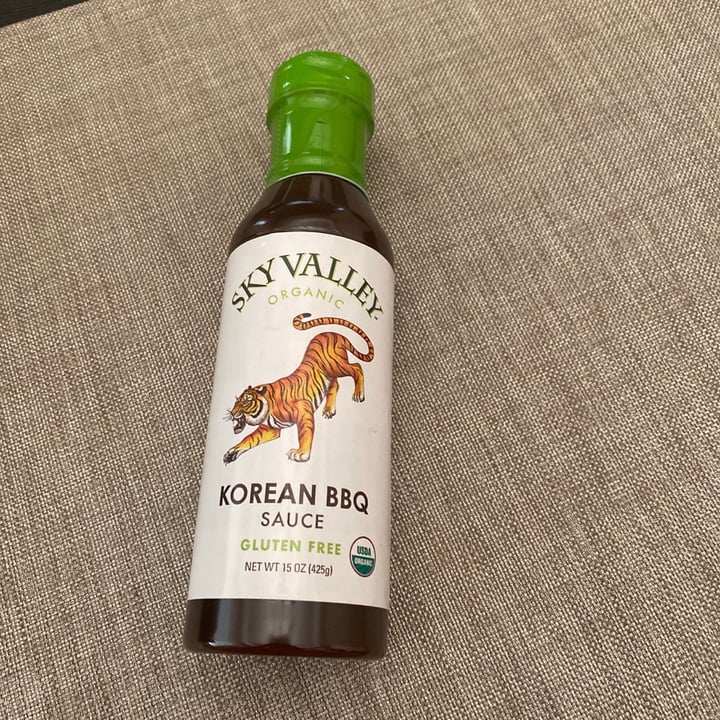 SKY VALLEY
ORGANIC
KOREAN BBQ
SAUCE
GLUTEN FREE
USDA
ORGANIC
NET WT 15 OZ (425g)